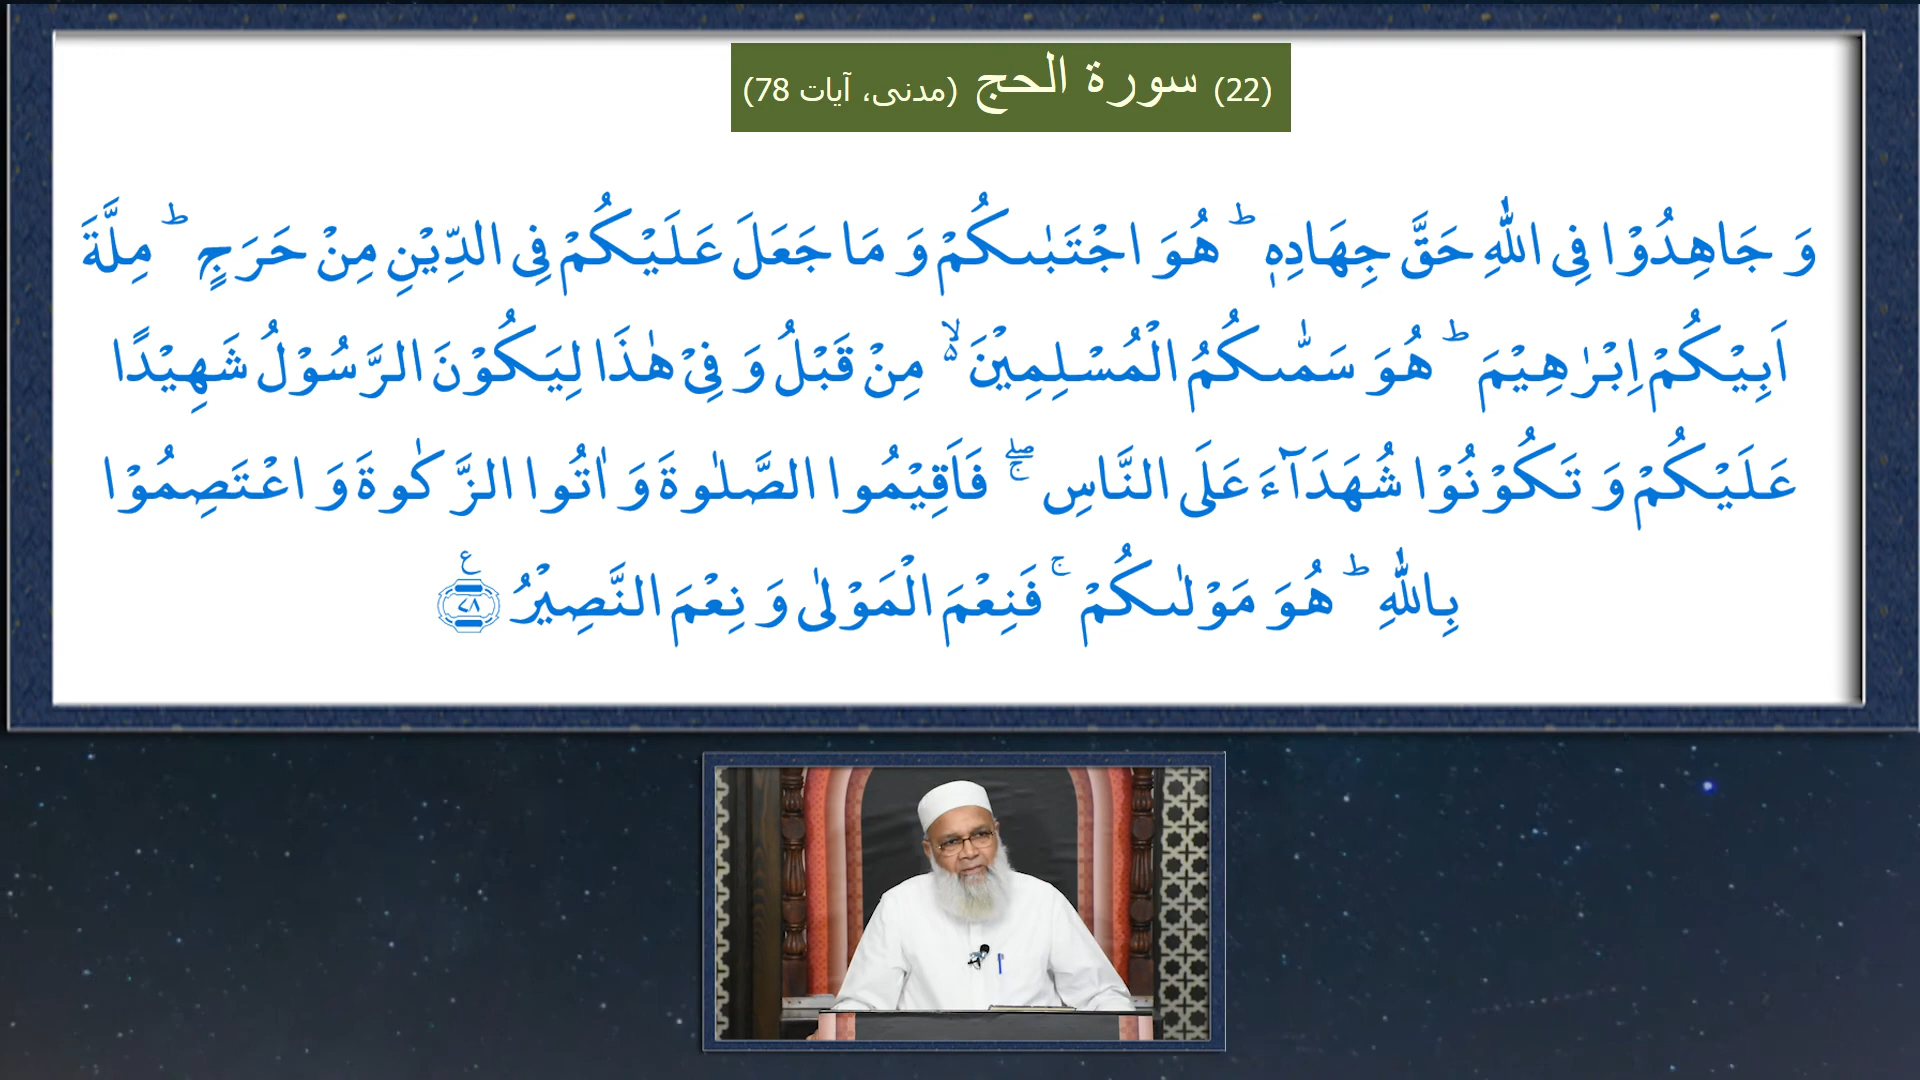 (22) سورة الحج (مدنی، آیات 78)
وَ جَاهِدُوْا فِی اللّٰهِ حَقَّ جِهَادِهٖ ؕ هُوَ اجْتَبٰىكُمْ وَ مَا جَعَلَ عَلَیْكُمْ فِی الدِّیْنِ مِنْ حَرَجٍ ؕ مِلَّةَ
اَبِیْكُمْ اِبْرٰهِیْمَ ؕ هُوَ سَمّٰىكُمُ الْمُسْلِمِیْنَ ۙ۬ مِنْ قَبْلُ وَ فِیْ هٰذَا لِیَكُوْنَ الرَّسُوْلُ شَهِیْدًا
عَلَیْكُمْ وَ تَكُوْنُوْا شُهَدَآءَ عَلَی النَّاسِ ۖۚ فَاَقِیْمُوا الصَّلٰوةَ وَ اٰتُوا الزَّكٰوةَ وَ اعْتَصِمُوْا
بِاللّٰهِ ؕ هُوَ مَوْلٰىكُمْ ۚ فَنِعْمَ الْمَوْلٰی وَ نِعْمَ النَّصِیْرُ ۧ﴿۷۸﴾